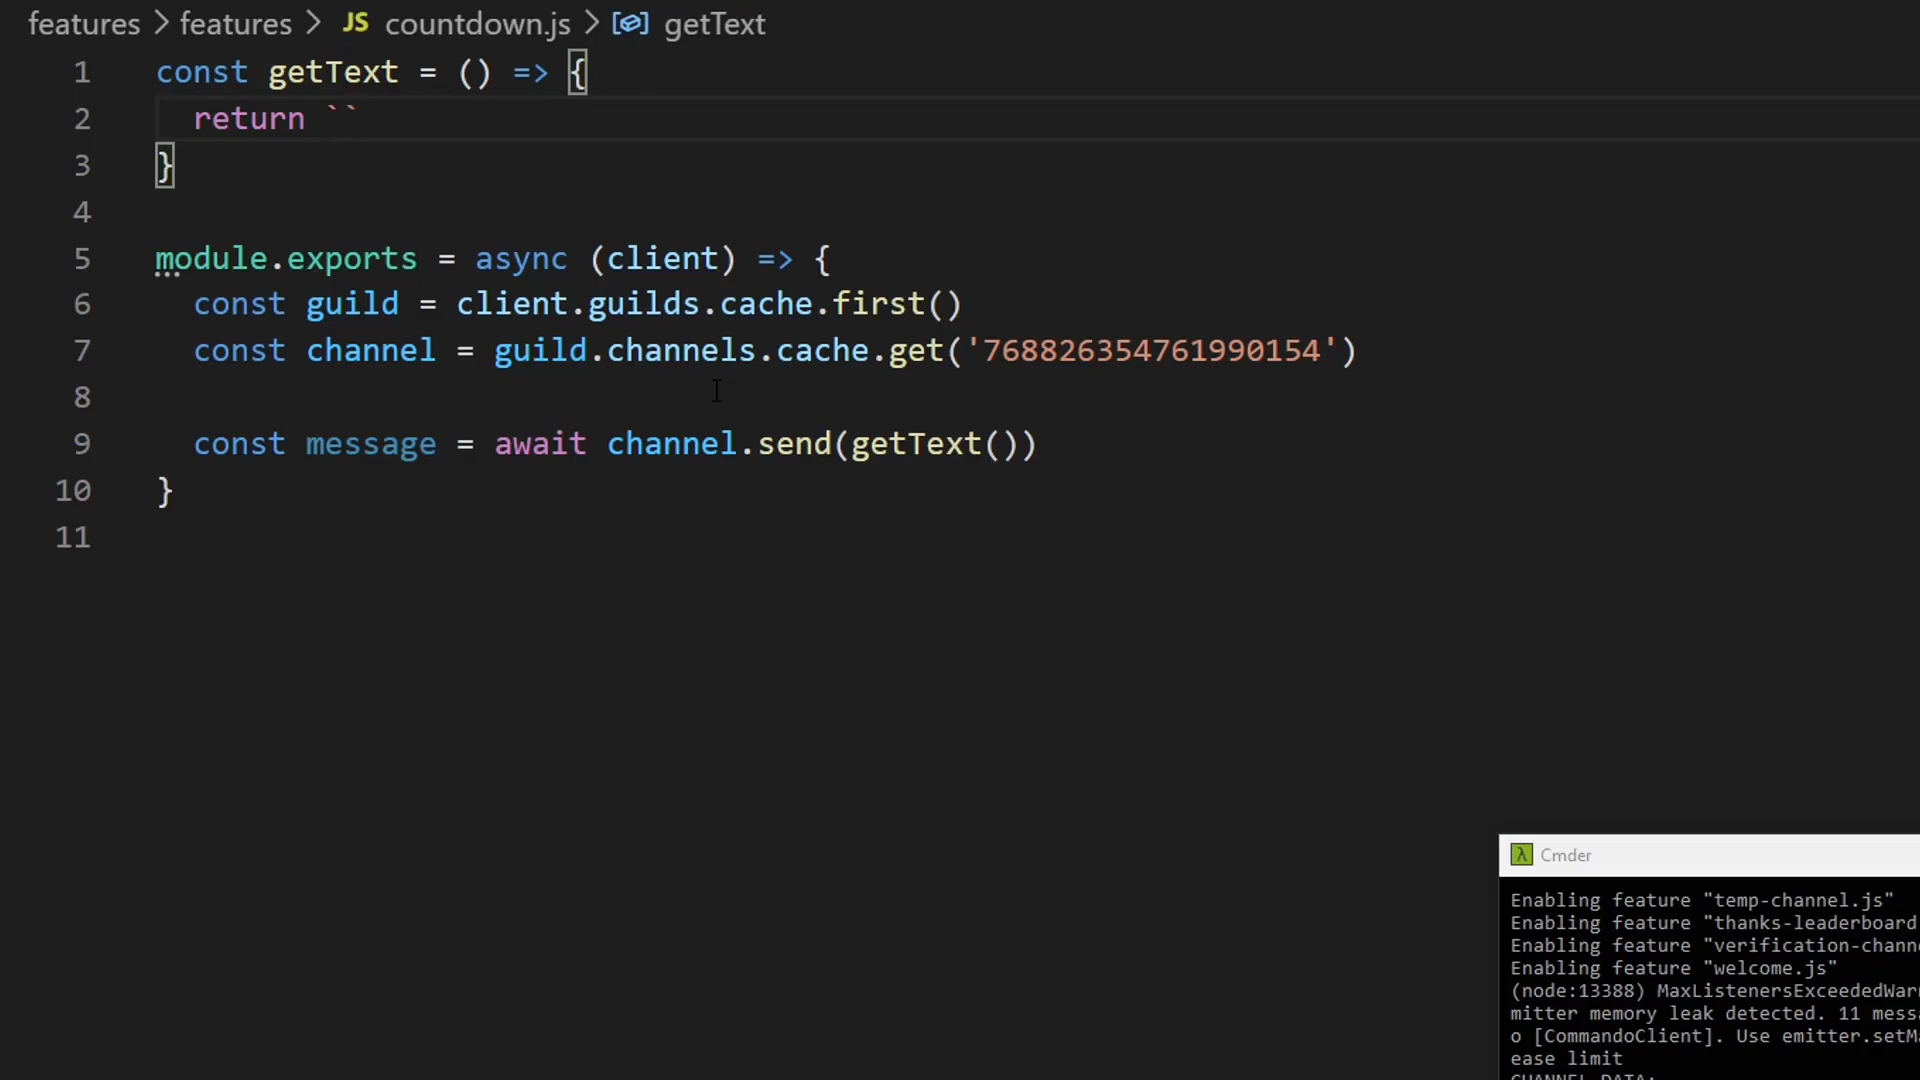 features > features > JS countdown.js > getText
1 const getText = () => {
2 return ``
3 }
4
5 module.exports = async (client) => {
6 const guild = client.guilds.cache.first()
7 const channel = guild.channels.cache.get('768826354761990154')
8
9 const message = await channel.send(getText())
10 }
11
λ Cmder
Enabling feature "temp-channel.js"
Enabling feature "thanks-leaderboard
Enabling feature "verification-chann
Enabling feature "welcome.js"
(node:13388) MaxListenersExceededWar
mitter memory leak detected. 11 mess
o [CommandoClient]. Use emitter.setM
ease limit
CHANNEL DATA: